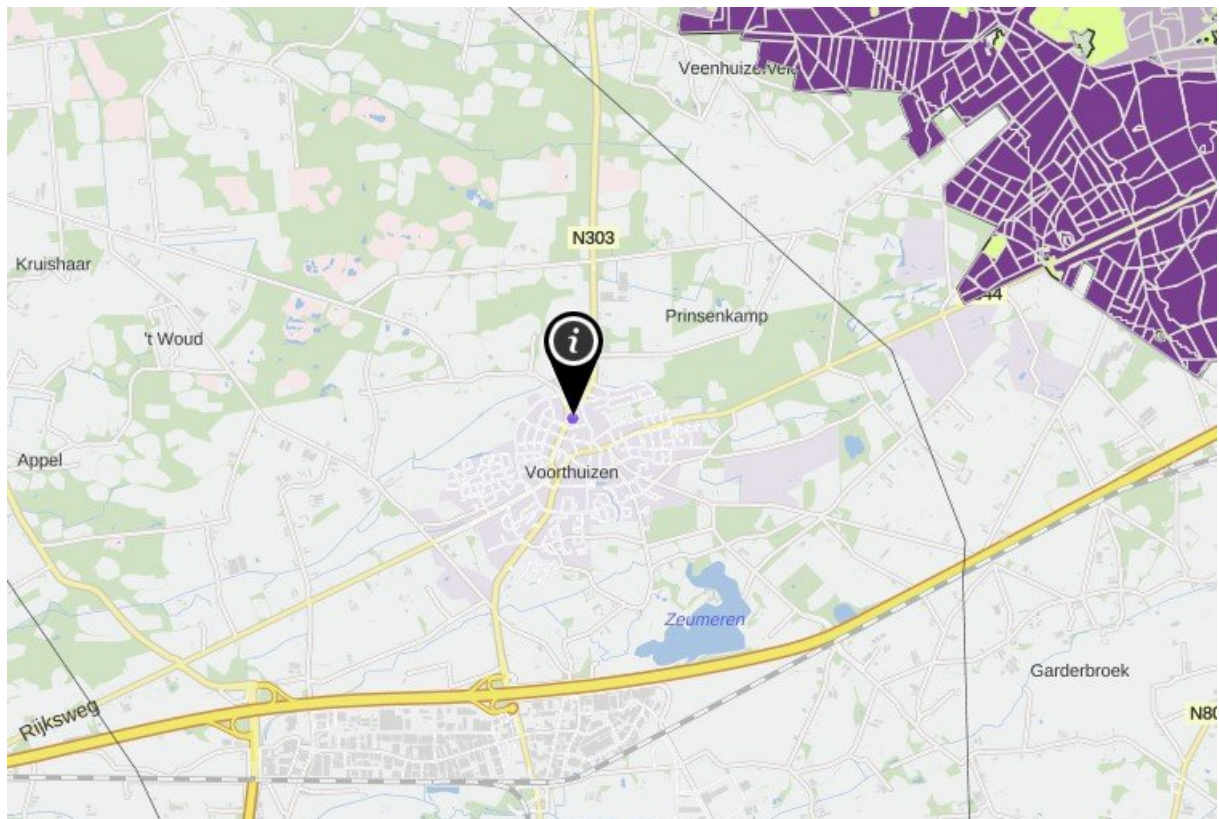 Veenhuizerveld
N303
Kruishaar
Prinsenkamp
't Woud
i
Appel
Voorthuizen
Zeumeren
Garderbroek
Rijksweg